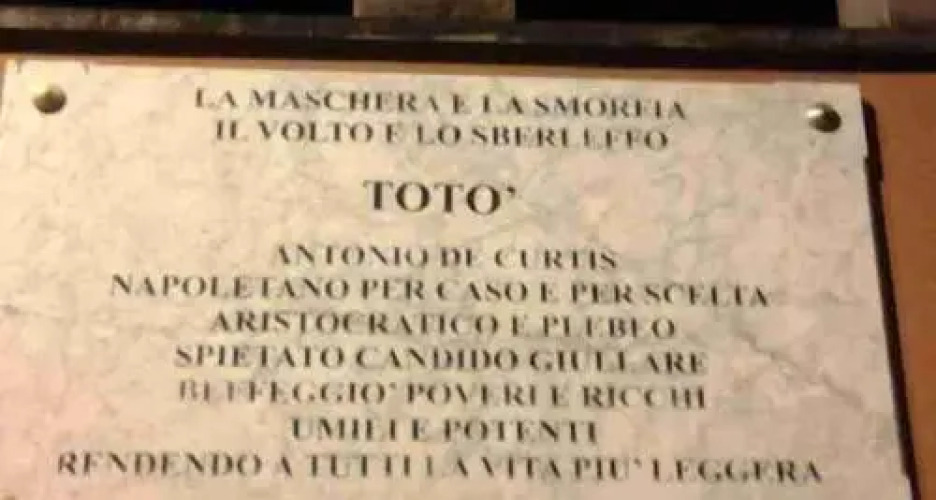 LA MASCHERA E LA SMORFIA
IL VOLTO E LO SBERLEFFO
TOTO'
ANTONIO DE CURTIS
NAPOLETANO PER CASO E PER SCELTA
ARISTOCRATICO E PLEBEO
SPIETATO CANDIDO GIULLARE
BEFFEGGIO' POVERI E RICCHI
UMILI E POTENTI
RENDENDO A TUTTI LA VITA PIU' LEGGERA